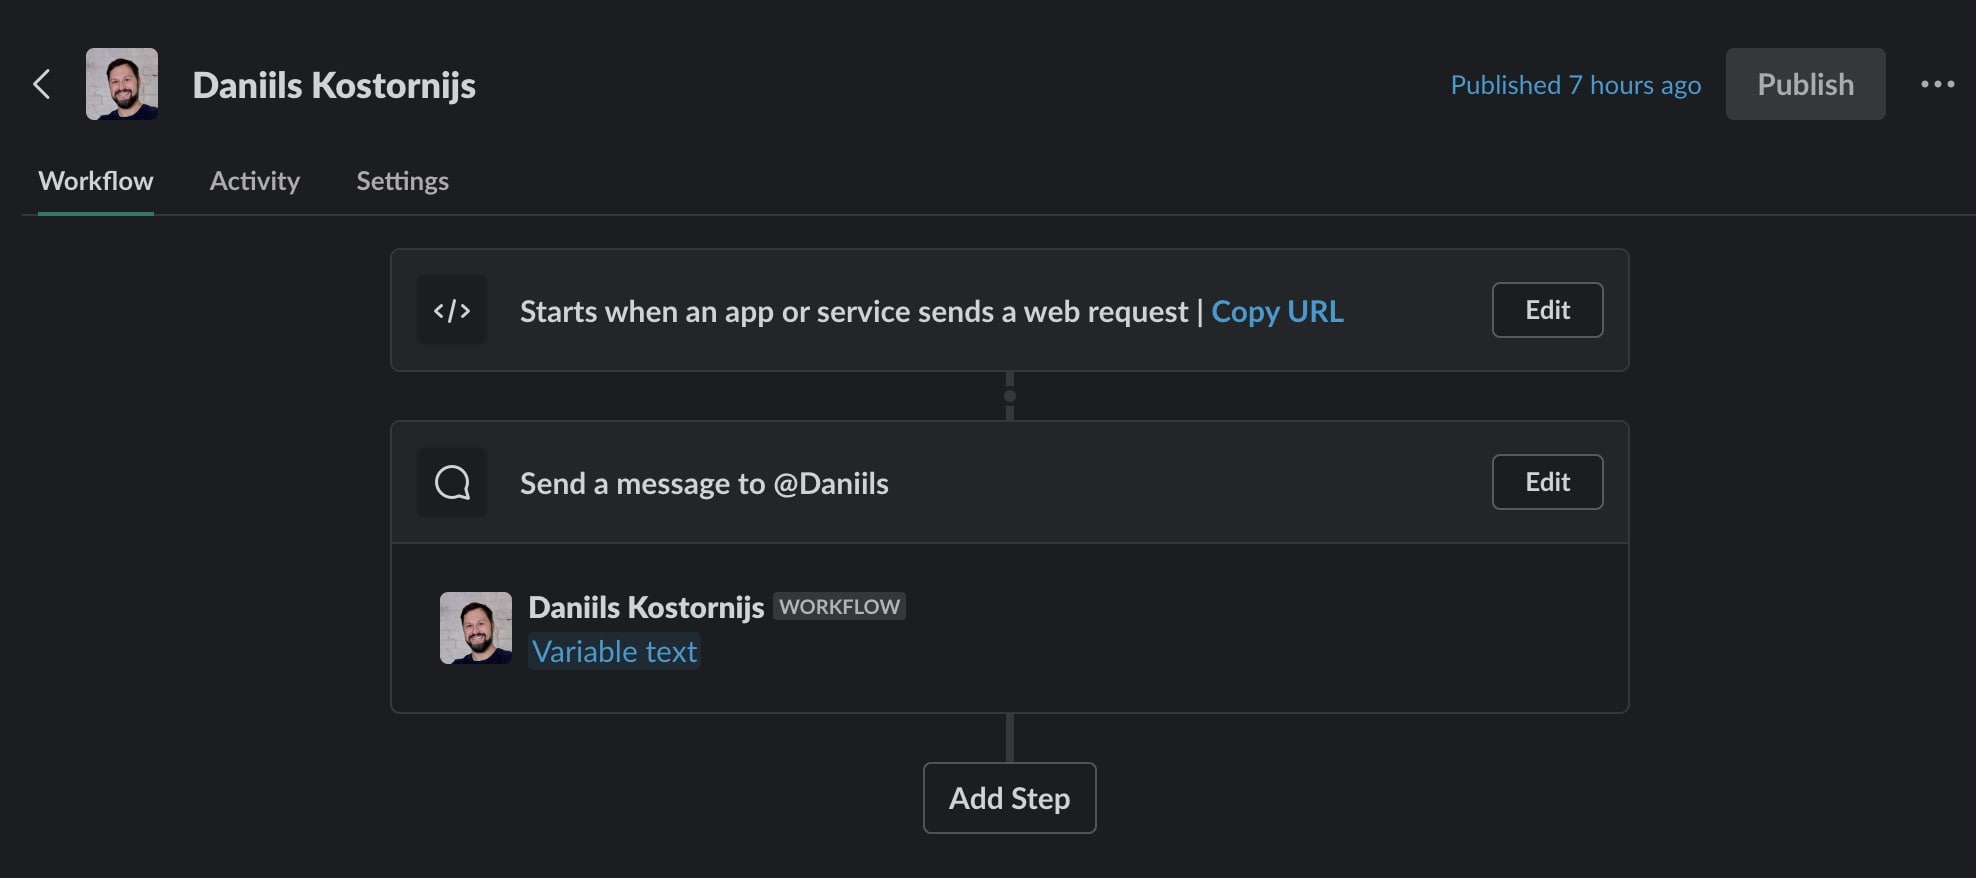 Daniils Kostornijs
Published 7 hours ago
Publish
Workflow
Activity
Settings
Starts when an app or service sends a web request | Copy URL
Edit
Send a message to @Daniils
Edit
Daniils Kostornijs WORKFLOW
Variable text
Add Step